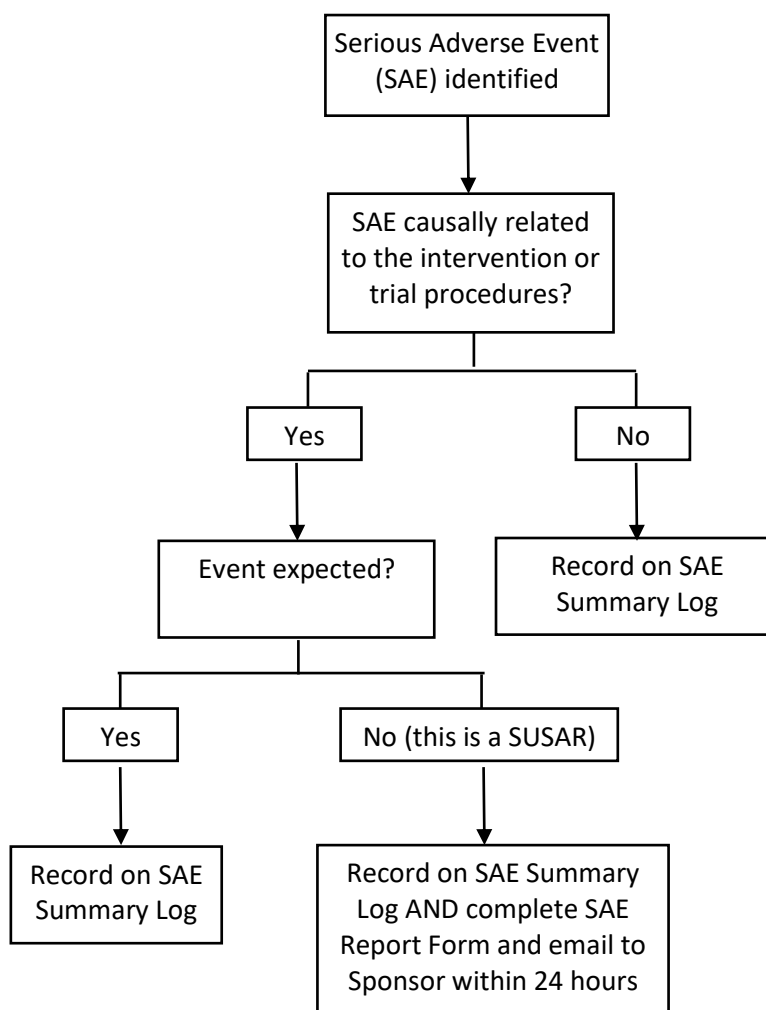 Serious Adverse Event
(SAE) identified
SAE causally related
to the intervention or
trial procedures?
Yes
No
Event expected?
Record on SAE
Summary Log
Yes
No (this is a SUSAR)
Record on SAE
Summary Log
Record on SAE Summary
Log AND complete SAE
Report Form and email to
Sponsor within 24 hours